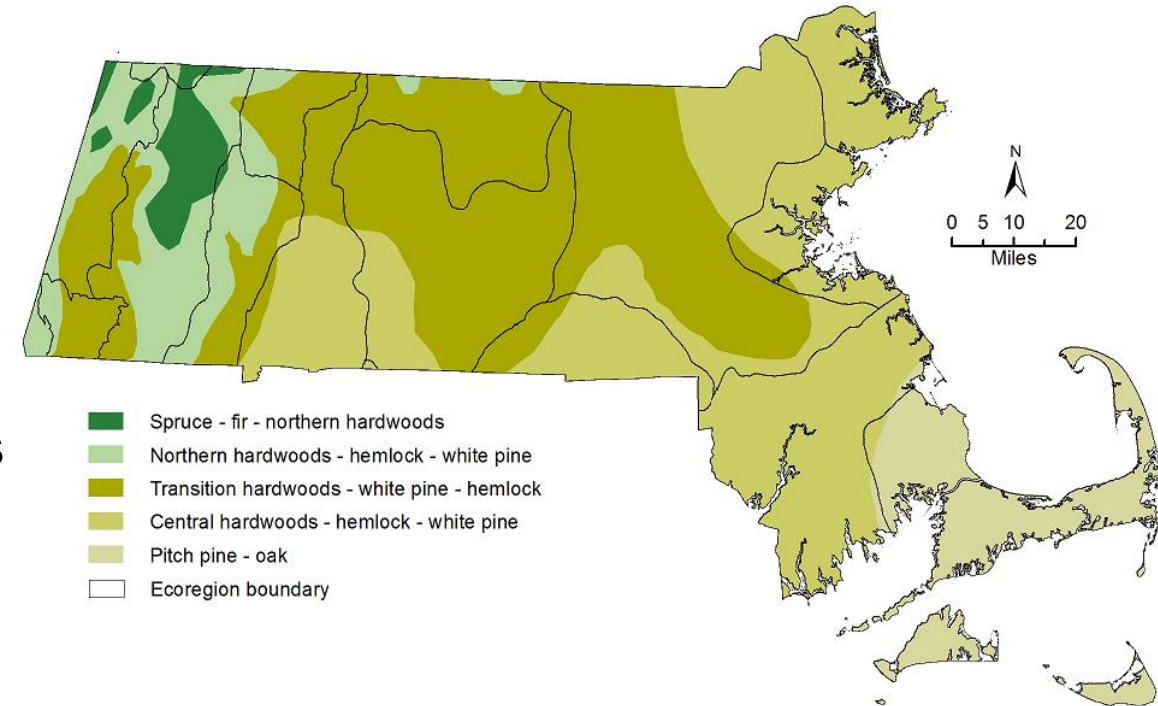 N
0 5 10 20
Miles
Spruce - fir - northern hardwoods
Northern hardwoods - hemlock - white pine
Transition hardwoods - white pine - hemlock
Central hardwoods - hemlock - white pine
Pitch pine - oak
Ecoregion boundary